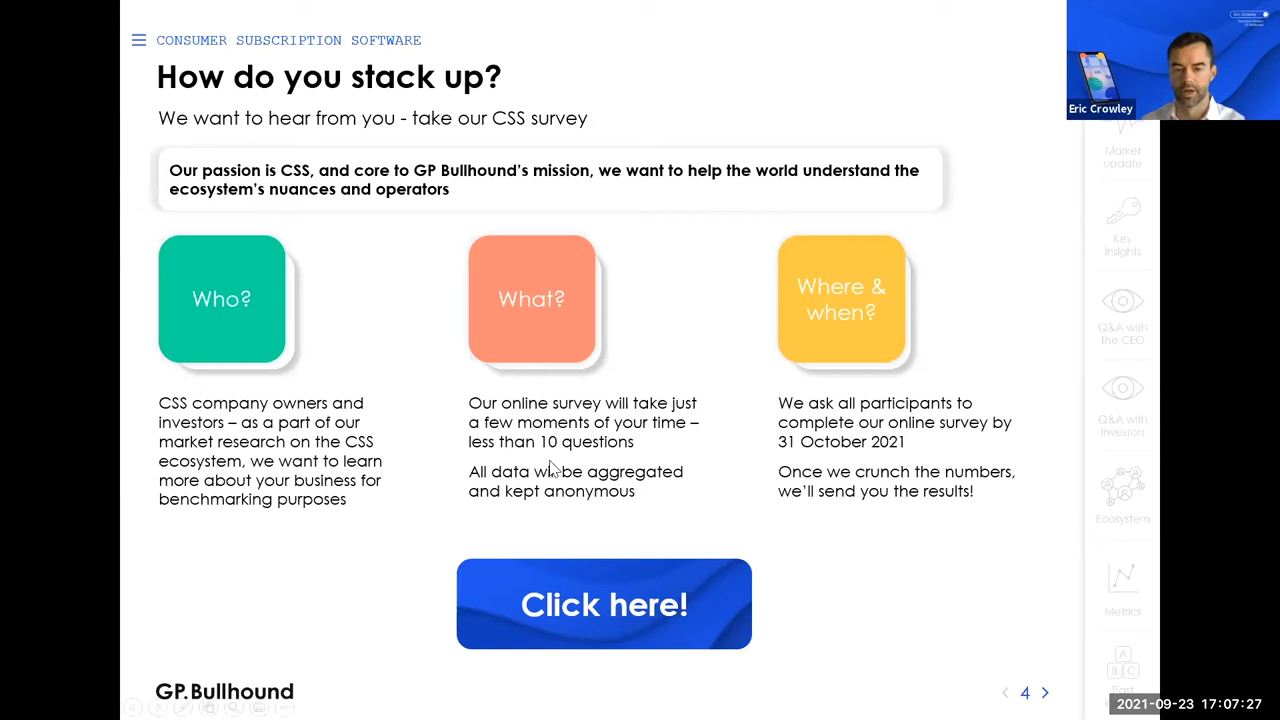 CONSUMER SUBSCRIPTION SOFTWARE
How do you stack up?
We want to hear from you - take our CSS survey
Our passion is CSS, and core to GP Bullhound’s mission, we want to help the world understand the
ecosystem’s nuances and operators
Who?
CSS company owners and
investors – as a part of our
market research on the CSS
ecosystem, we want to learn
more about your business for
benchmarking purposes
What?
Our online survey will take just
a few moments of your time –
less than 10 questions
All data will be aggregated
and kept anonymous
Where &
when?
We ask all participants to
complete our online survey by
31 October 2021
Once we crunch the numbers,
we’ll send you the results!
Click here!
GP.Bullhound
4
Eric Crowley
Eric Crowley
Market
update
Key
Insights
Q&A with
the CEO
Q&A with
Investors
Ecosystem
Metrics
A
B C
Past
2021-09-23 17:07:27